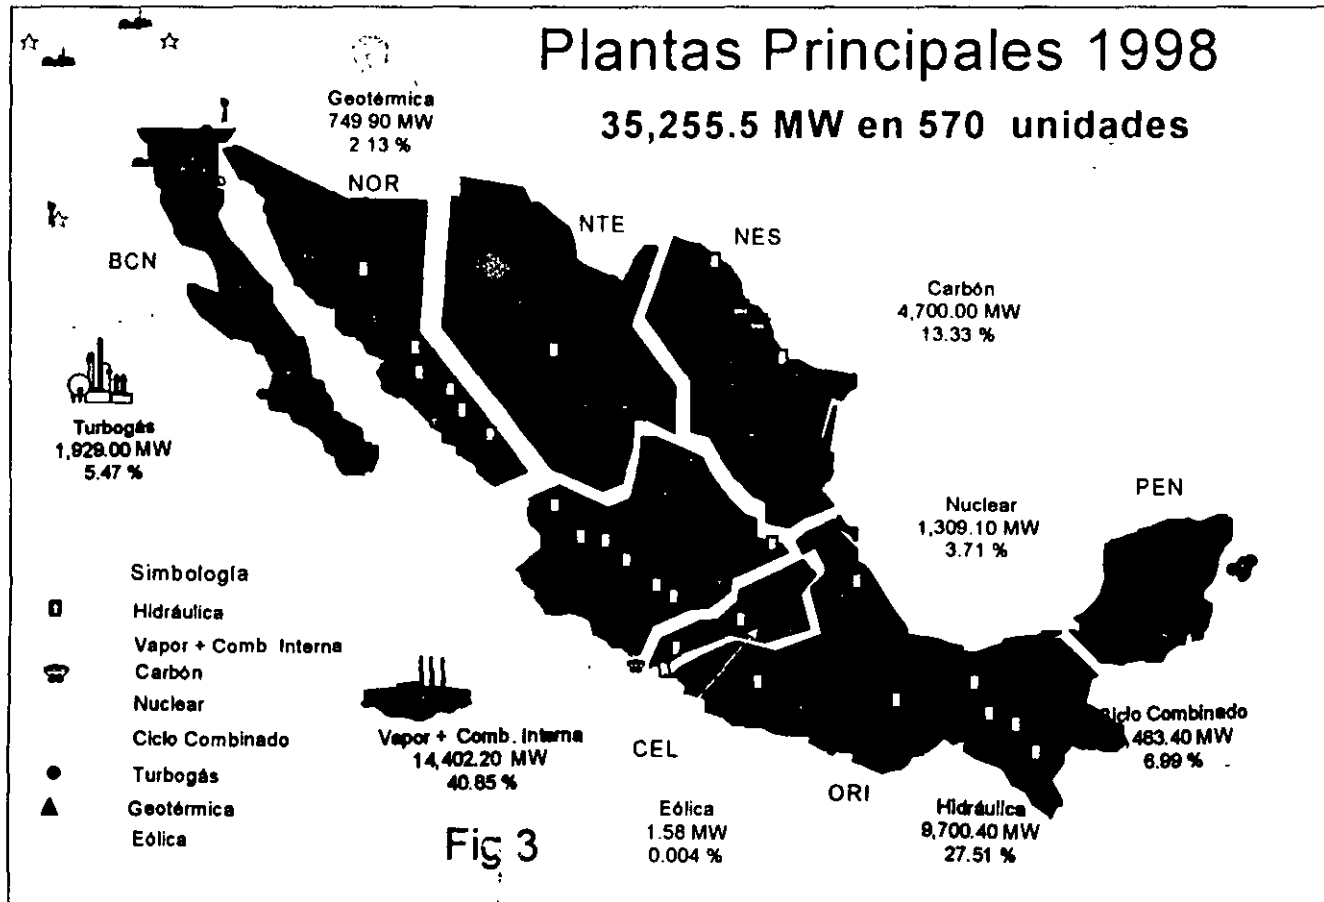 Plantas Principales 1998
35,255.5 MW en 570 unidades
Geotérmica
749 90 MW
2 13 %
NOR
NTE
NES
BCN
Carbón
4,700.00 MW
13.33 %
Turbogás
1,929.00 MW
5.47 %
PEN
Nuclear
1,309.10 MW
3.71 %
Simbología
Hidráulica
Vapor + Comb Interna
Carbón
Nuclear
Ciclo Combinado
Turbogás
Geotérmica
Eólica
Vapor + Comb. Interna
14,402.20 MW
40.85 %
CEL
ORI
Ciclo Combinado
,463.40 MW
6.99 %
Eólica
1.58 MW
0.004 %
Hidráulica
9,700.40 MW
27.51 %
Fig 3